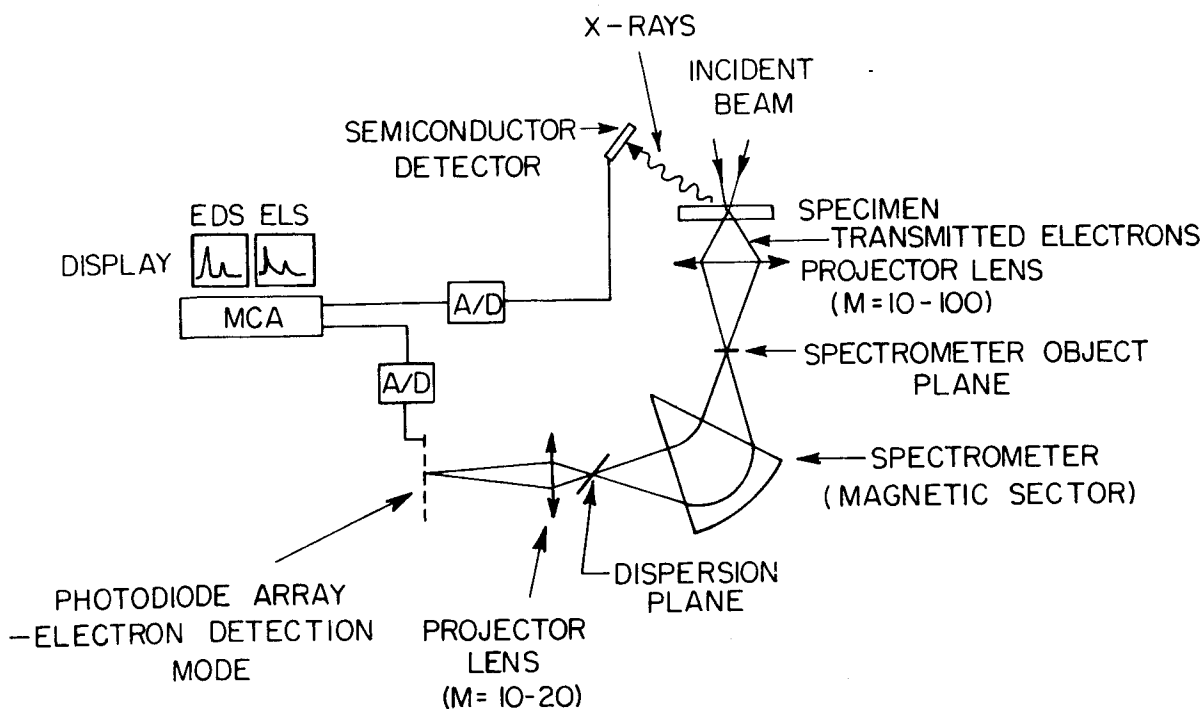 X-RAYS
INCIDENT
BEAM
SEMICONDUCTOR
DETECTOR
SPECIMEN
TRANSMITTED ELECTRONS
PROJECTOR LENS
(M=10-100)
EDS ELS
DISPLAY
MCA
A/D
A/D
SPECTROMETER OBJECT
PLANE
SPECTROMETER
(MAGNETIC SECTOR)
DISPERSION
PLANE
PHOTODIODE ARRAY
-ELECTRON DETECTION
MODE
PROJECTOR
LENS
(M= 10-20)